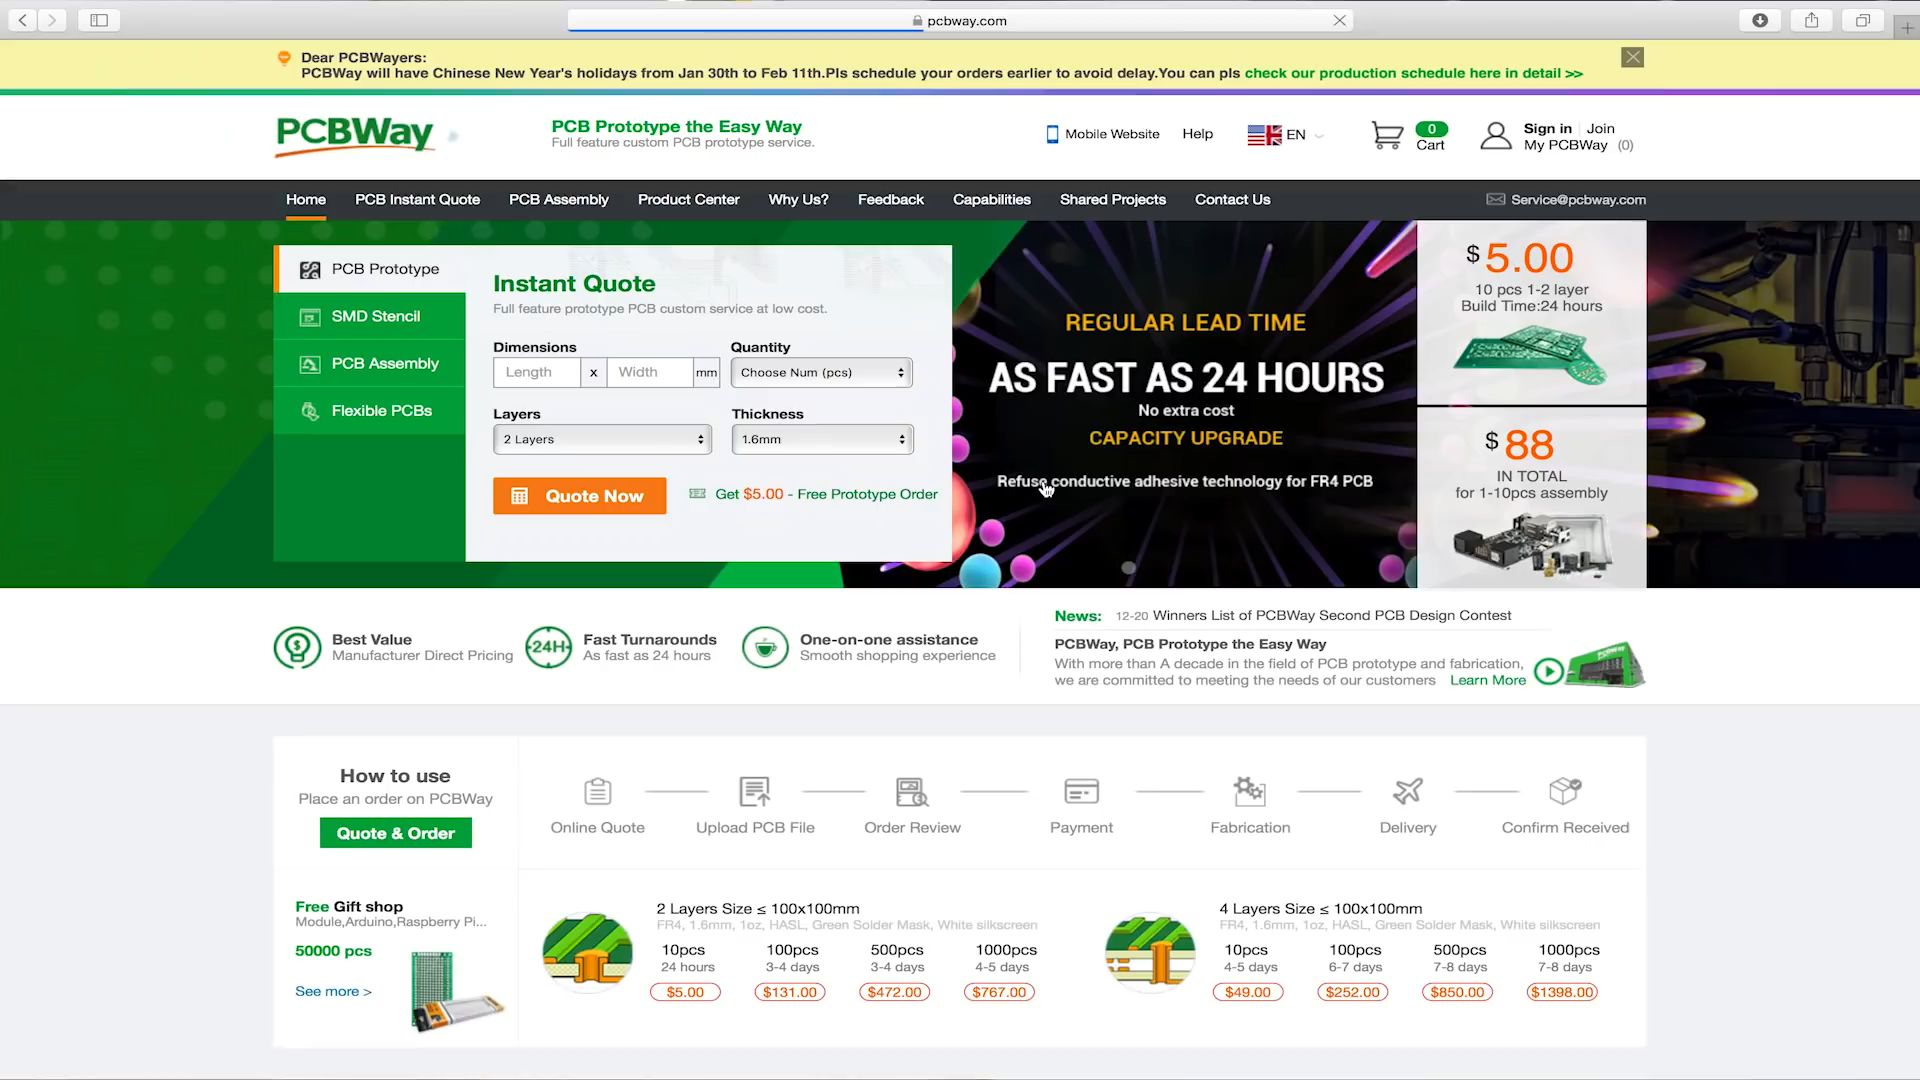 pcbway.com
Dear PCBWayers:
PCBWay will have Chinese New Year's holidays from Jan 30th to Feb 11th.Pls schedule your orders earlier to avoid delay.You can pls check our production schedule here in detail >>
PCBWay
PCB Prototype the Easy Way
Full feature custom PCB prototype service.
Mobile Website
Help
EN
0
Cart
Sign in | Join
My PCBWay (0)
Home
PCB Instant Quote
PCB Assembly
Product Center
Why Us?
Feedback
Capabilities
Shared Projects
Contact Us
Service@pcbway.com
PCB Prototype
SMD Stencil
PCB Assembly
Flexible PCBs
Instant Quote
Full feature prototype PCB custom service at low cost.
Dimensions
Quantity
Length x Width mm
Choose Num (pcs)
Layers
Thickness
2 Layers
1.6mm
Quote Now
Get $5.00 - Free Prototype Order
REGULAR LEAD TIME
AS FAST AS 24 HOURS
No extra cost
CAPACITY UPGRADE
Refuse conductive adhesive technology for FR4 PCB
$ 5.00
10 pcs 1-2 layer
Build Time:24 hours
$ 88
IN TOTAL
for 1-10pcs assembly
Best Value
Manufacturer Direct Pricing
24H
Fast Turnarounds
As fast as 24 hours
One-on-one assistance
Smooth shopping experience
News: 12-20 Winners List of PCBWay Second PCB Design Contest
PCBWay, PCB Prototype the Easy Way
With more than A decade in the field of PCB prototype and fabrication,
we are committed to meeting the needs of our customers Learn More
PCBWay
How to use
Place an order on PCBWay
Quote & Order
Online Quote
Upload PCB File
Order Review
Payment
Fabrication
Delivery
Confirm Received
Free Gift shop
Module,Arduino,Raspberry Pi...
50000 pcs
See more >
2 Layers Size ≤ 100x100mm
FR4, 1.6mm, 1oz, HASL, Green Solder Mask, White silkscreen
10pcs 100pcs 500pcs 1000pcs
24 hours 3-4 days 3-4 days 4-5 days
$5.00 $131.00 $472.00 $767.00
4 Layers Size ≤ 100x100mm
FR4, 1.6mm, 1oz, HASL, Green Solder Mask, White silkscreen
10pcs 100pcs 500pcs 1000pcs
4-5 days 6-7 days 7-8 days 7-8 days
$49.00 $252.00 $850.00 $1398.00